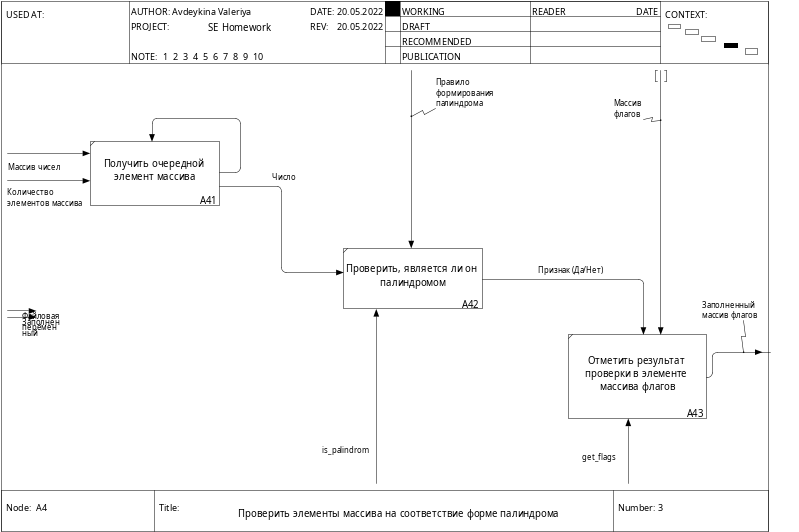 USED AT:
AUTHOR: Avdeykina Valeriya
DATE: 20.05.2022
PROJECT: SE Homework
REV: 20.05.2022
NOTE: 1 2 3 4 5 6 7 8 9 10
WORKING
DRAFT
RECOMMENDED
PUBLICATION
READER DATE
CONTEXT:
Правило
формирования
палиндрома
Массив
флагов
Получить очередной
элемент массива
A41
Массив чисел
Количество
элементов массива
Число
Проверить, является ли он
палиндромом
A42
Признак (Да/Нет)
Заполненный
массив флагов
Отметить результат
проверки в элементе
массива флагов
A43
is_palindrom
get_flags
Node: A4
Title:
Проверить элементы массива на соответствие форме палиндрома
Number: 3